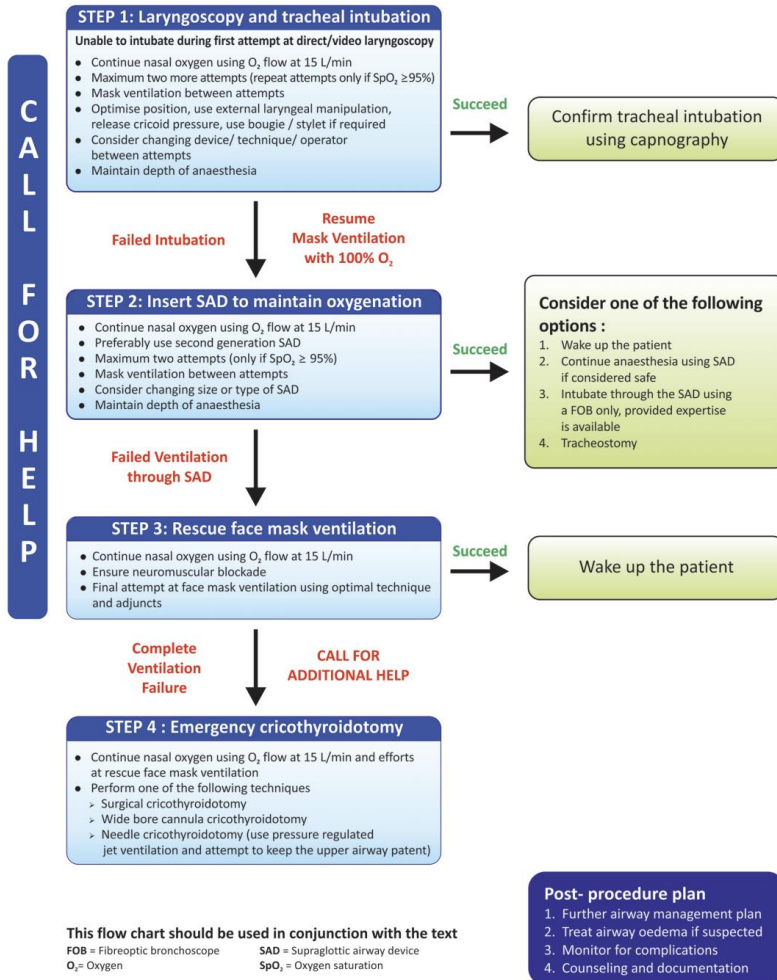 CALL FOR HELP
STEP 1: Laryngoscopy and tracheal intubation
Unable to intubate during first attempt at direct/video laryngoscopy
● Continue nasal oxygen using O₂ flow at 15 L/min
● Maximum two more attempts (repeat attempts only if SpO₂ ≥95%)
● Mask ventilation between attempts
● Optimise position, use external laryngeal manipulation,
release cricoid pressure, use bougie / stylet if required
● Consider changing device/ technique/ operator
between attempts
● Maintain depth of anaesthesia
Succeed
Confirm tracheal intubation
using capnography
Failed Intubation
Resume
Mask Ventilation
with 100% O₂
STEP 2: Insert SAD to maintain oxygenation
● Continue nasal oxygen using O₂ flow at 15 L/min
● Preferably use second generation SAD
● Maximum two attempts (only if SpO₂ ≥ 95%)
● Mask ventilation between attempts
● Consider changing size or type of SAD
● Maintain depth of anaesthesia
Succeed
Consider one of the following
options :
1. Wake up the patient
2. Continue anaesthesia using SAD
if considered safe
3. Intubate through the SAD using
a FOB only, provided expertise
is available
4. Tracheostomy
Failed Ventilation
through SAD
STEP 3: Rescue face mask ventilation
● Continue nasal oxygen using O₂ flow at 15 L/min
● Ensure neuromuscular blockade
● Final attempt at face mask ventilation using optimal technique
and adjuncts
Succeed
Wake up the patient
Complete
Ventilation
Failure
CALL FOR
ADDITIONAL HELP
STEP 4 : Emergency cricothyroidotomy
● Continue nasal oxygen using O₂ flow at 15 L/min and efforts
at rescue face mask ventilation
● Perform one of the following techniques
➢ Surgical cricothyroidotomy
➢ Wide bore cannula cricothyroidotomy
➢ Needle cricothyroidotomy (use pressure regulated
jet ventilation and attempt to keep the upper airway patent)
Post- procedure plan
1. Further airway management plan
2. Treat airway oedema if suspected
3. Monitor for complications
4. Counseling and documentation
This flow chart should be used in conjunction with the text
FOB = Fibreoptic bronchoscope SAD = Supraglottic airway device
O₂= Oxygen SpO₂ = Oxygen saturation